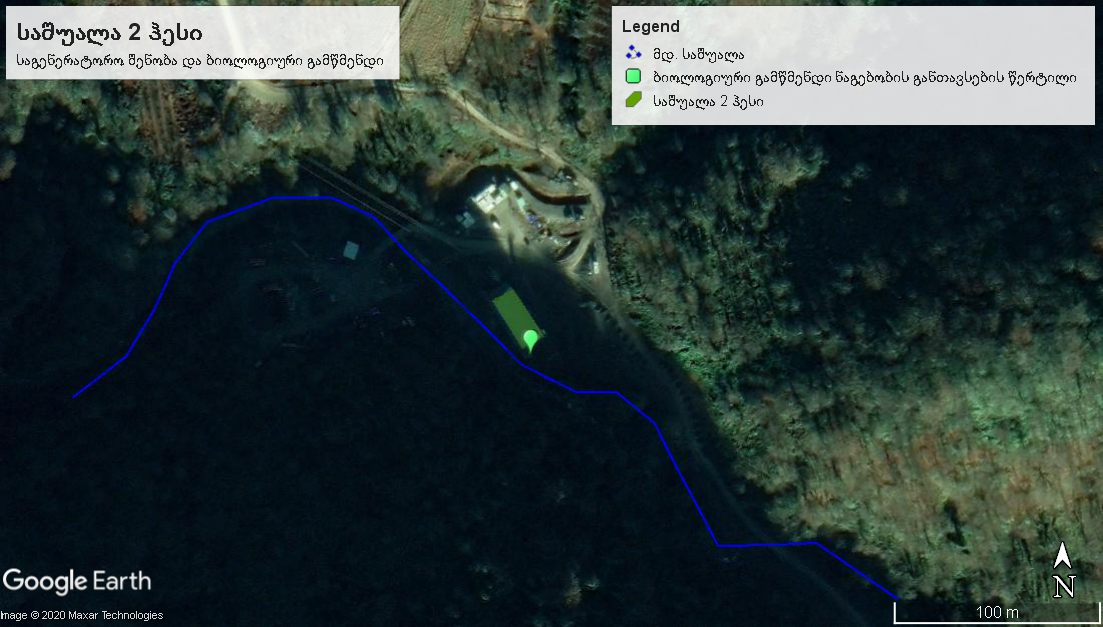 საშუალა 2 ჰესი
საგენერატორო შენობა და ბიოლოგიური გამწმენდი
Legend
მდ. საშუალა
ბიოლოგიური გამწმენდი ნაგებობის განთავსების წერტილი
საშუალა 2 ჰესი
N
Google Earth
Image © 2020 Maxar Technologies
100 m